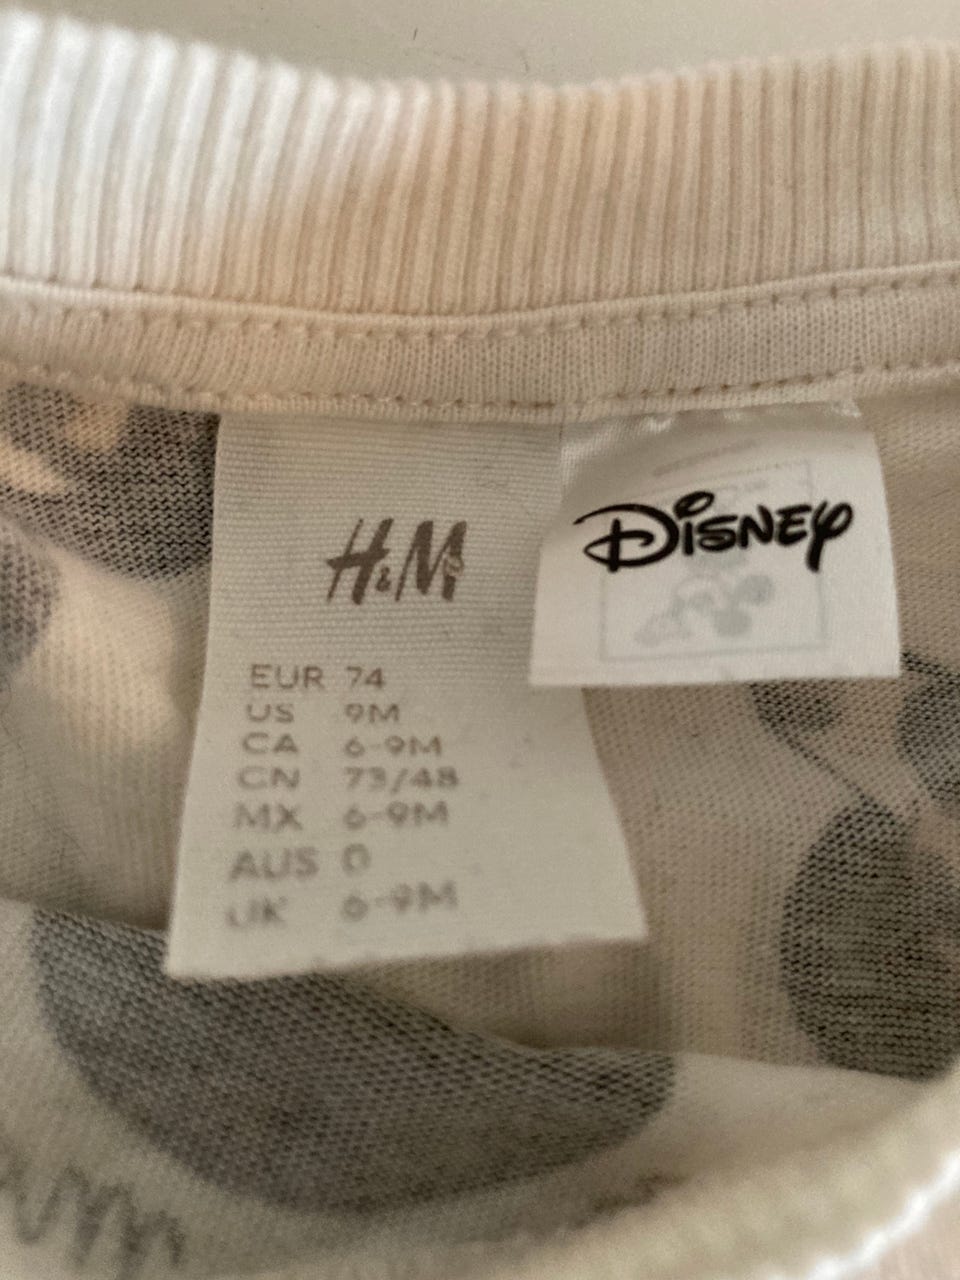 H&M
EUR 74
US 9M
CA 6-9M
CN 73/48
MX 6-9M
AUS 0
UK 6-9M
Disney